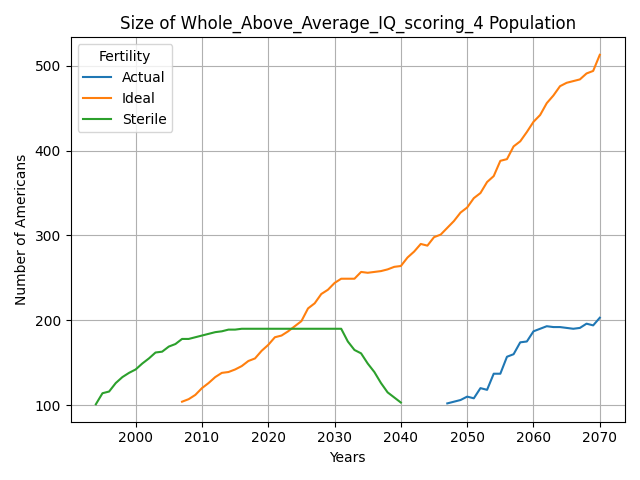 Size of Whole_Above_Average_IQ_scoring_4 Population
Fertility
Actual
Ideal
Sterile
Number of Americans
500
400
300
200
100
2000
2010
2020
2030
2040
2050
2060
2070
Years